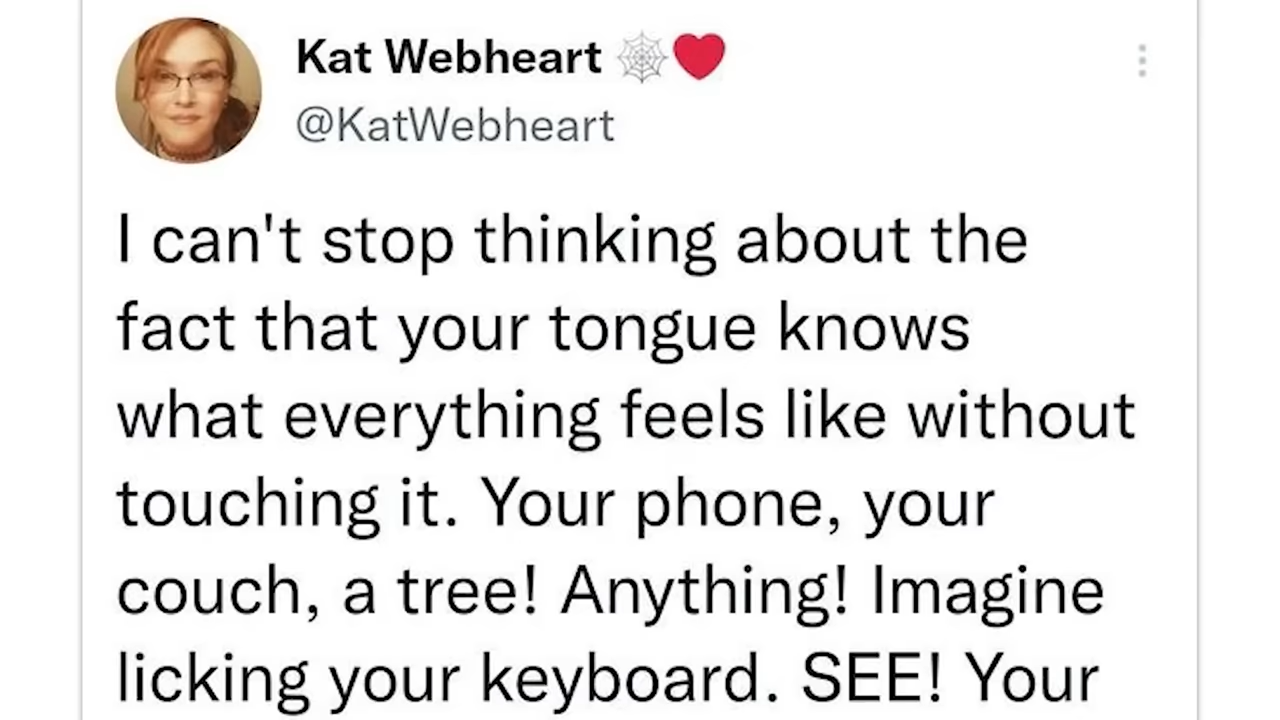 Kat Webheart 🕸️❤️
@KatWebheart
I can't stop thinking about the
fact that your tongue knows
what everything feels like without
touching it. Your phone, your
couch, a tree! Anything! Imagine
licking your keyboard. SEE! Your